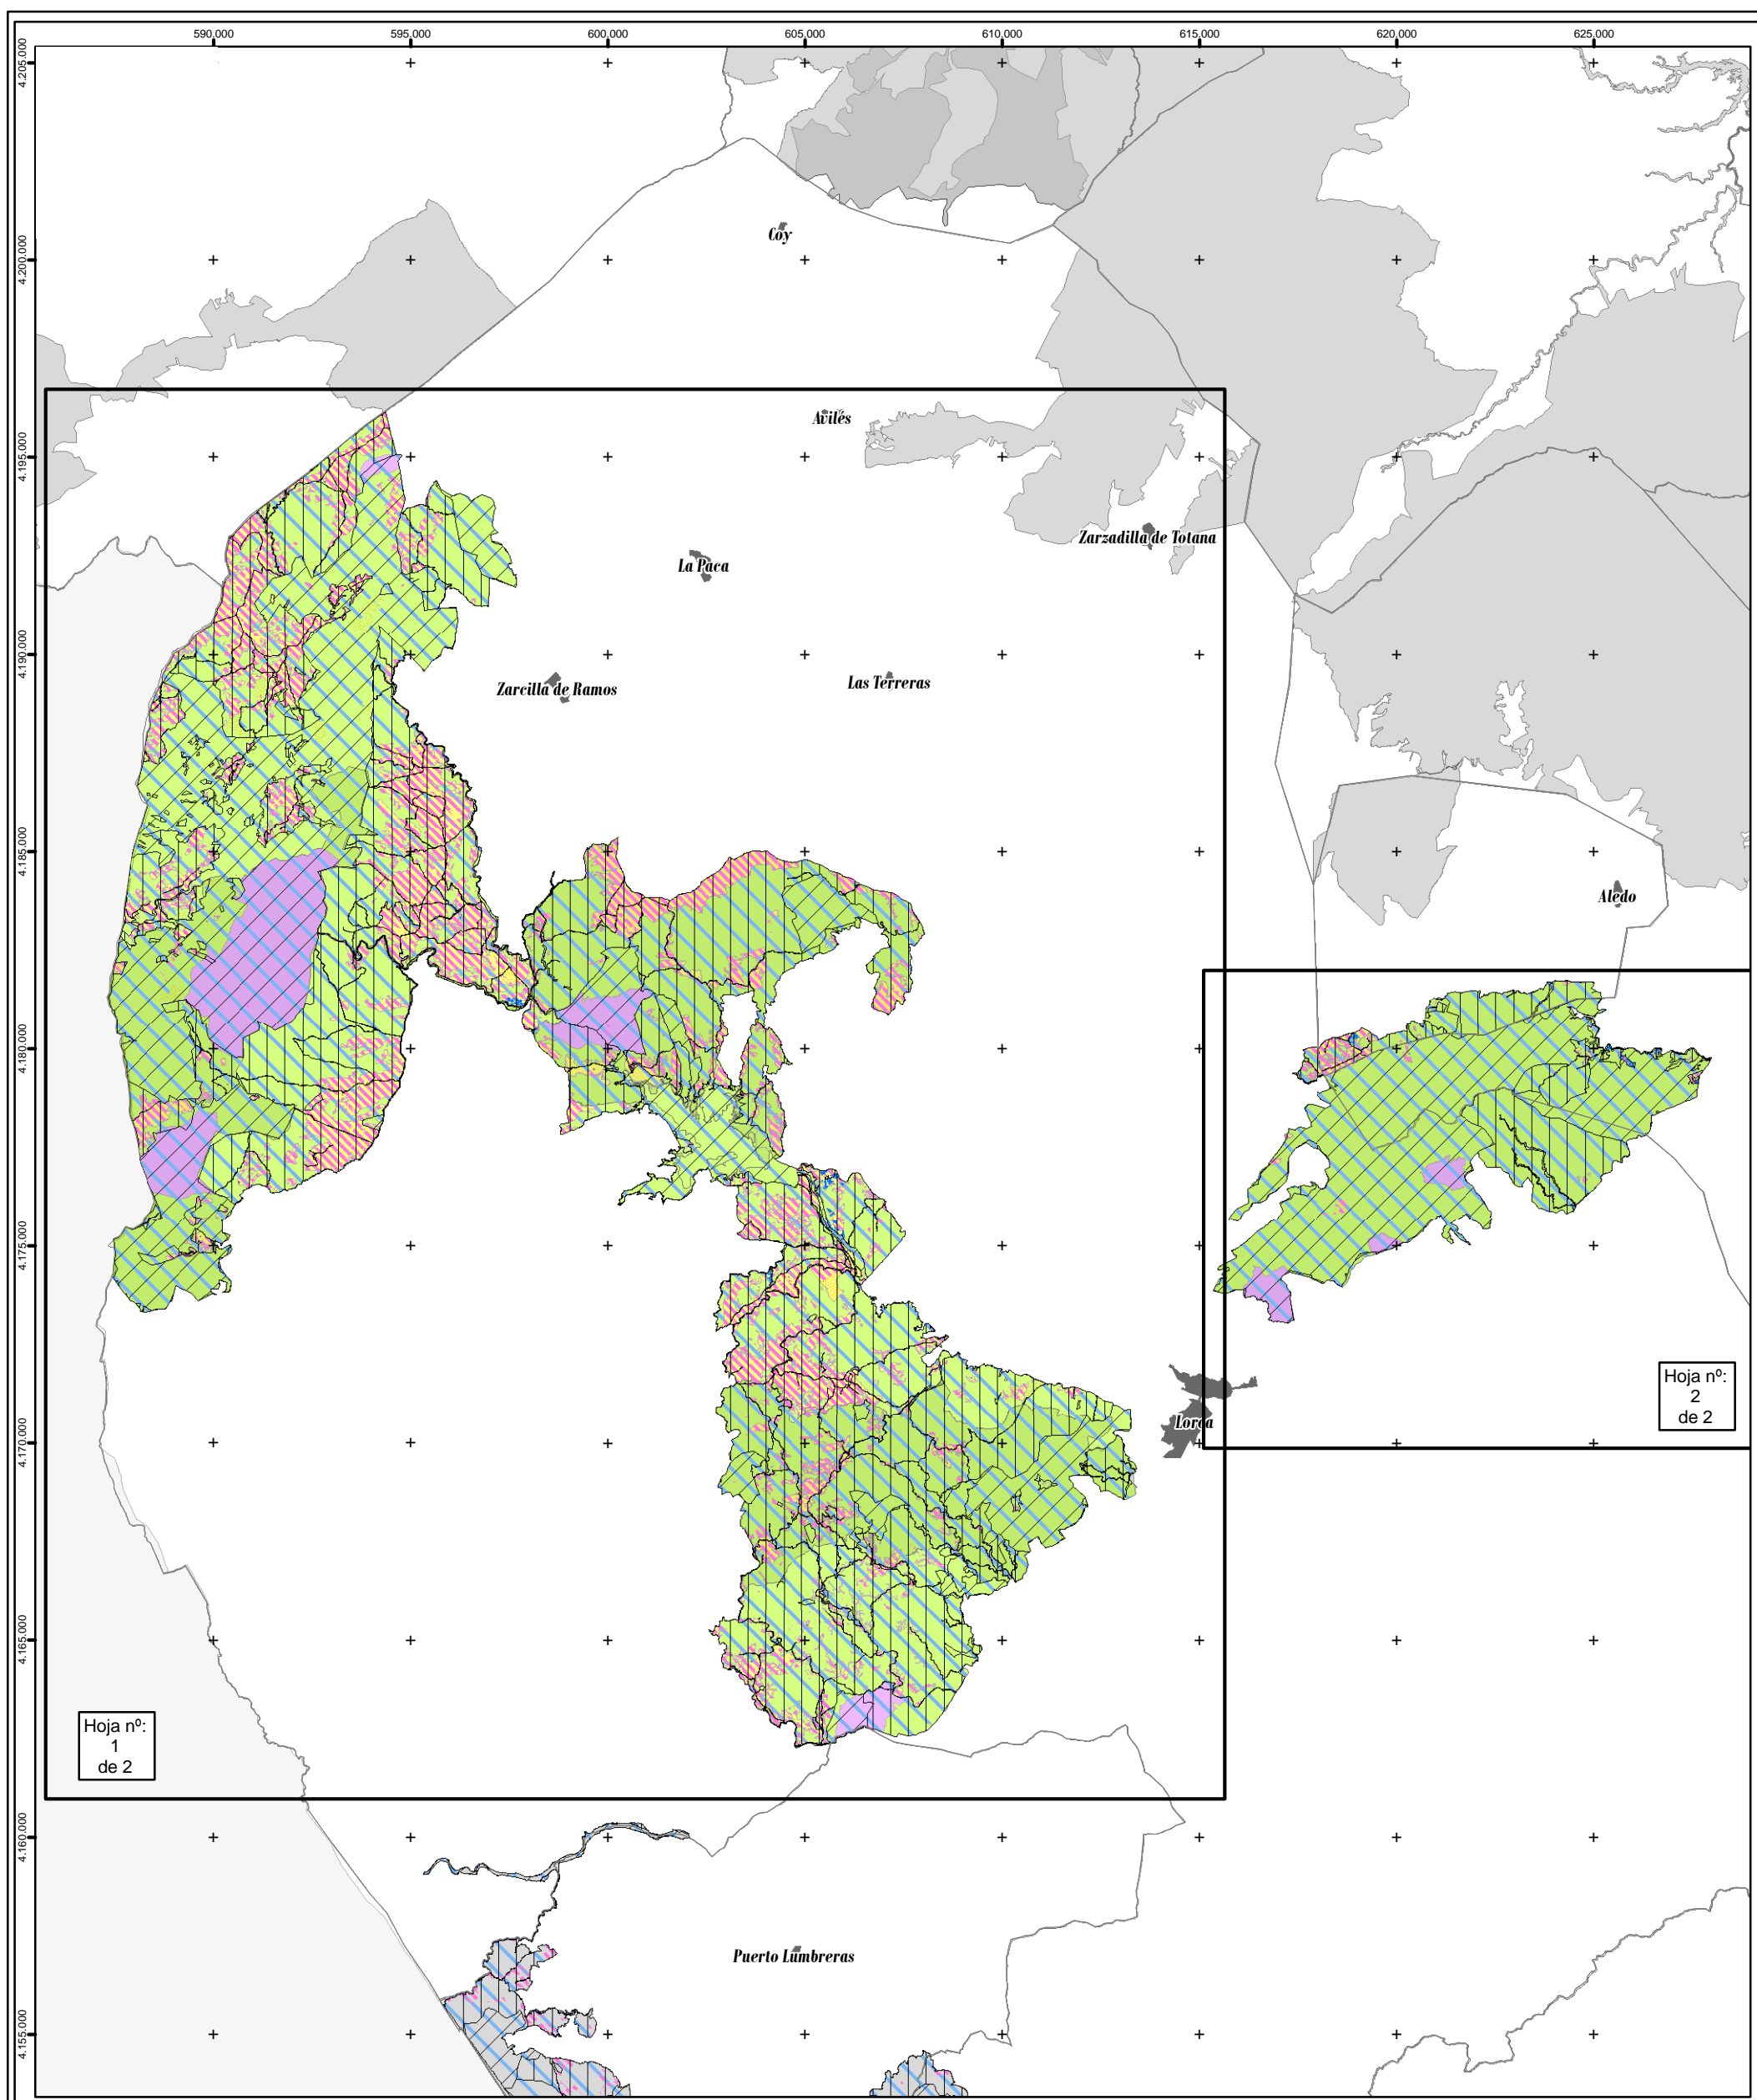 590.000 595.000 600.000 605.000 610.000 615.000 620.000 625.000
4.205.000
Coy
4.200.000
Avilés
4.195.000
Zarzadilla de Totana
La Paca
4.190.000
Las Terreras
Zarcilla de Ramos
4.185.000
Aledo
4.180.000
4.175.000
Hoja nº:
2
de 2
Lorca
4.170.000
4.165.000
Hoja nº:
1
de 2
4.160.000
Puerto Lumbreras
4.155.000